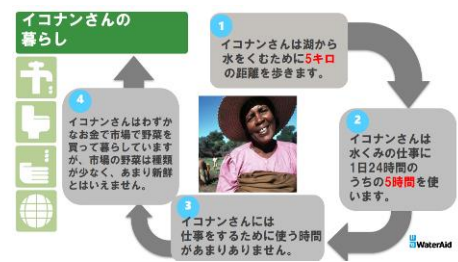 イコナンさんの
暮らし
1
イコナンさんは湖から
水をくむために5キロ
の距離を歩きます。
2
イコナンさんは
水くみの仕事に
1日24時間の
うちの5時間を使
います。
3
イコナンさんには
仕事をするために使う時間
があまりありません。
4
イコナンさんはわずか
なお金で市場で野菜を
買って暮らしています
が、市場の野菜は種類
が少なく、あまり新鮮
とはいえません。
WaterAid